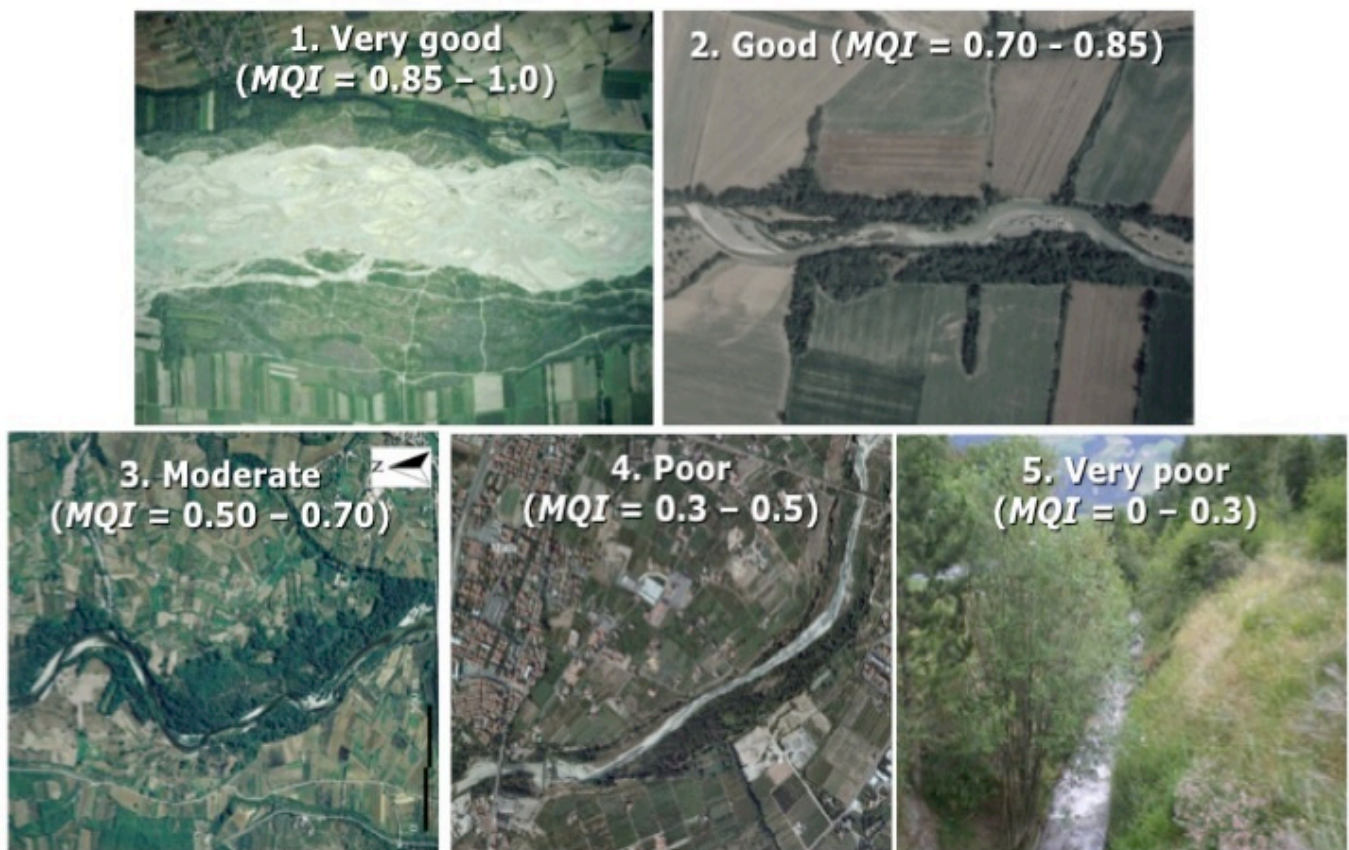 1. Very good
(MQI = 0.85 – 1.0)
2. Good (MQI = 0.70 - 0.85)
3. Moderate
(MQI = 0.50 – 0.70)
Z
4. Poor
(MQI = 0.3 – 0.5)
5. Very poor
(MQI = 0 – 0.3)